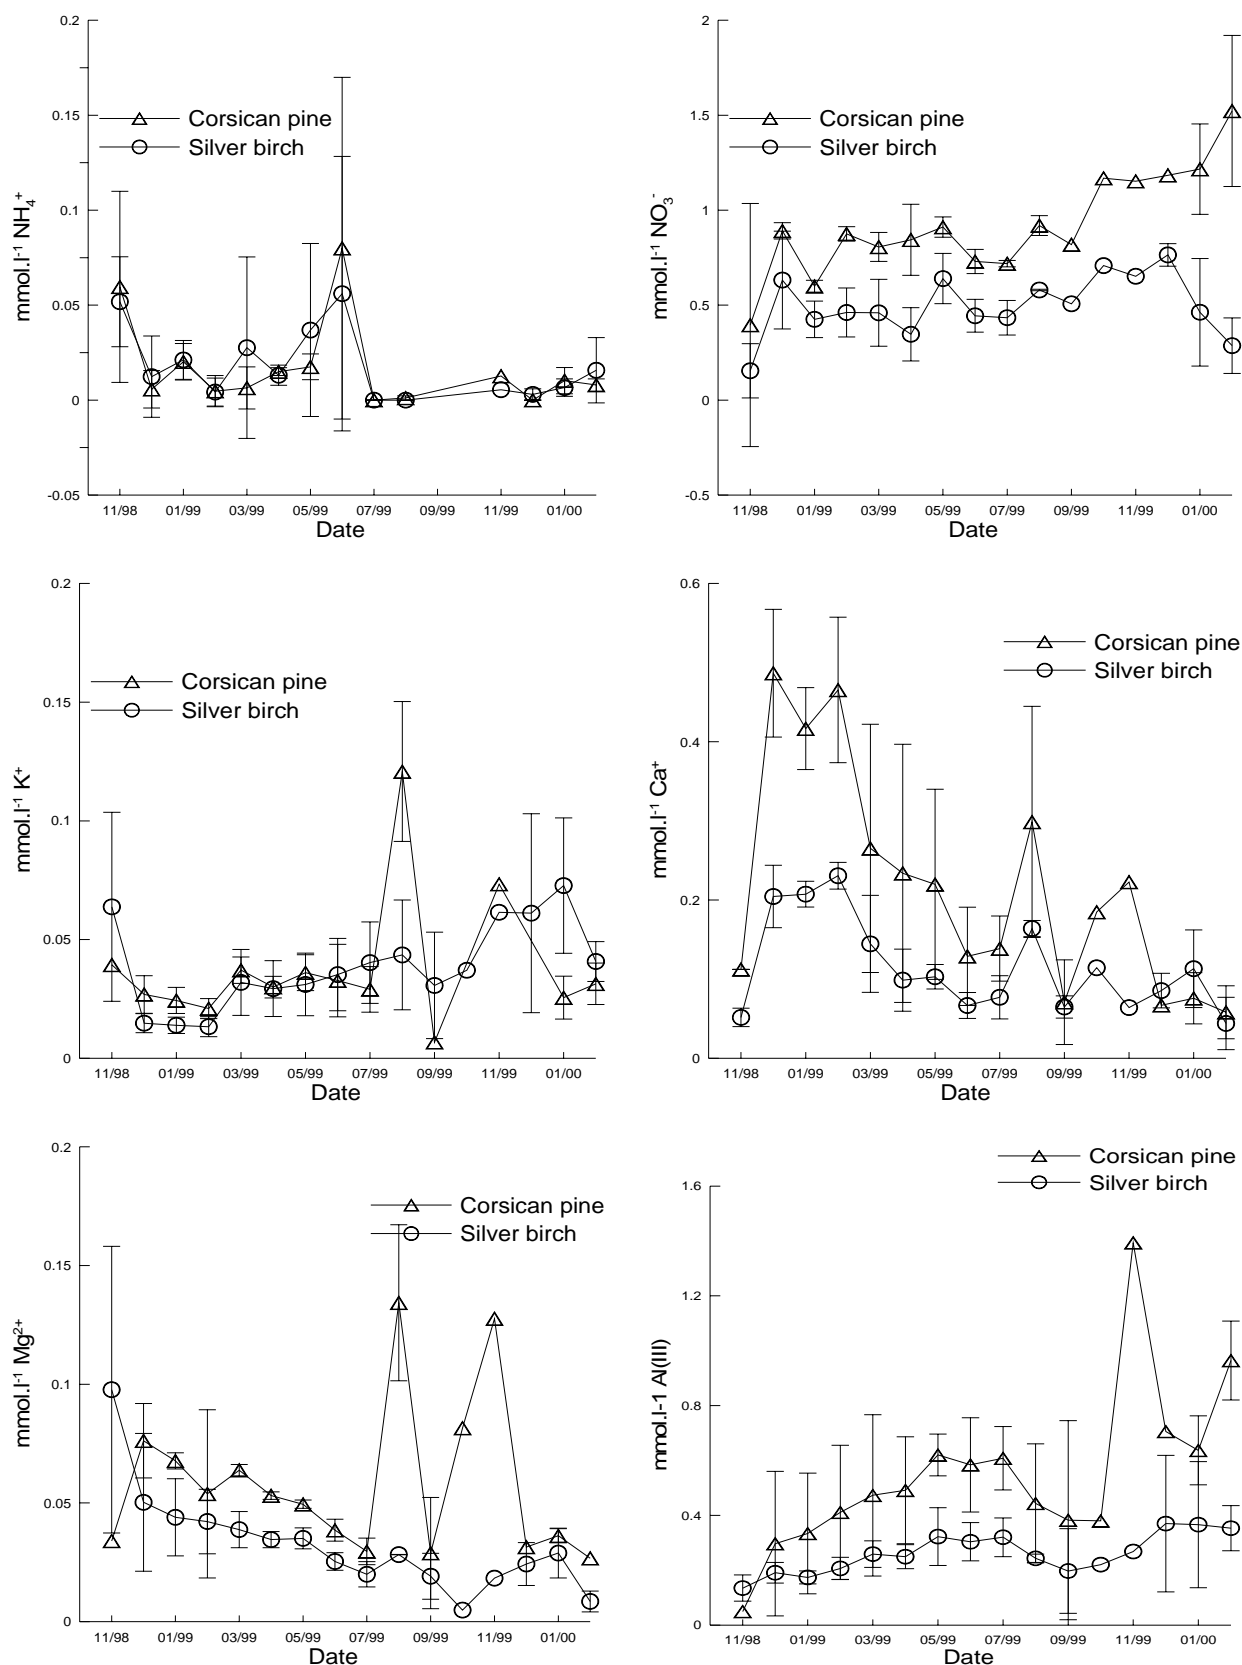 0.2
0.15
0.1
0.05
0
-0.05
mmol.l-1 NH4+
Corsican pine
Silver birch
11/98 01/99 03/99 05/99 07/99 09/99 11/99 01/00
Date
2
1.5
1
0.5
0
-0.5
mmol.l-1 NO3-
Corsican pine
Silver birch
11/98 01/99 03/99 05/99 07/99 09/99 11/99 01/00
Date
0.2
0.15
0.1
0.05
0
mmol.l-1 K+
Corsican pine
Silver birch
11/98 01/99 03/99 05/99 07/99 09/99 11/99 01/00
Date
0.6
0.4
0.2
0
mmol.l-1 Ca+
Corsican pine
Silver birch
11/98 01/99 03/99 05/99 07/99 09/99 11/99 01/00
Date
0.2
0.15
0.1
0.05
0
mmol.l-1 Mg2+
Corsican pine
Silver birch
11/98 01/99 03/99 05/99 07/99 09/99 11/99 01/00
Date
1.6
1.2
0.8
0.4
0
mmol.l-1 Al(III)
Corsican pine
Silver birch
11/98 01/99 03/99 05/99 07/99 09/99 11/99 01/00
Date